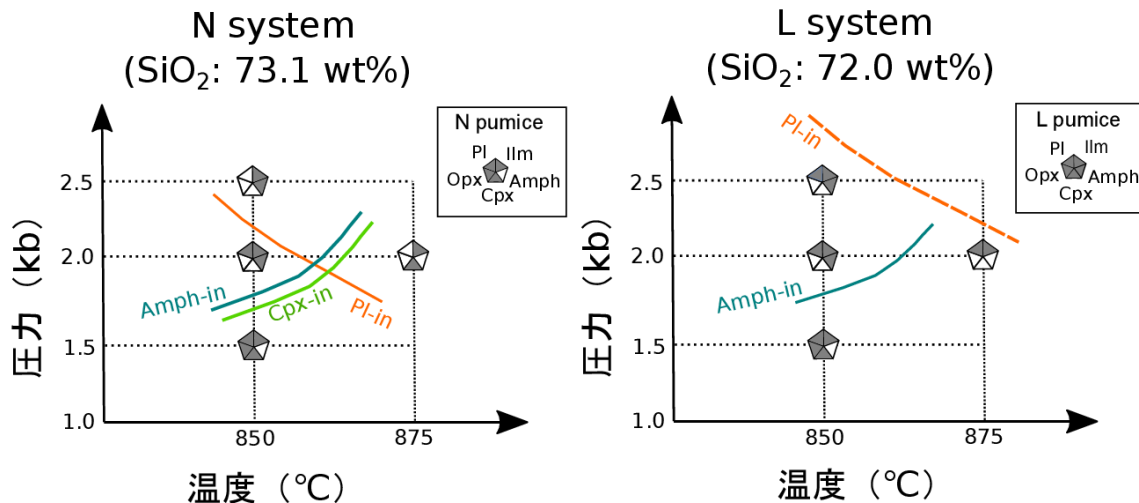 N system
(SiO₂: 73.1 wt%)
N pumice
Pl
Ilm
Opx
Amph
Cpx
2.5
2.0
1.5
1.0
圧力（kb）
Amph-in
Cpx-in
Pl-in
850
875
温度（℃）
L system
(SiO₂: 72.0 wt%)
L pumice
Pl
Ilm
Opx
Amph
Cpx
Pl-in
2.5
2.0
1.5
1.0
圧力（kb）
Amph-in
850
875
温度（℃）